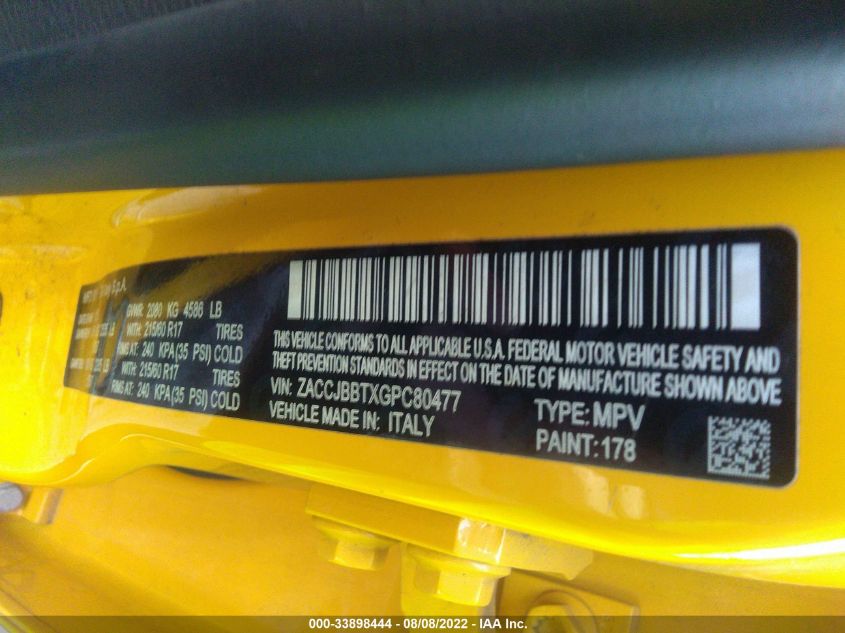 GVWR: 2080 KG 4586 LB
WITH: 215/60 R17 TIRES
RIMS AT: 240 KPA (35 PSI) COLD
WITH: 215/60 R17 TIRES
RIMS AT: 240 KPA (35 PSI) COLD
THIS VEHICLE CONFORMS TO ALL APPLICABLE U.S.A. FEDERAL MOTOR VEHICLE SAFETY AND
THEFT PREVENTION STANDARDS IN EFFECT ON THE DATE OF MANUFACTURE SHOWN ABOVE
VIN: ZACCJBBTXGPC80477 TYPE: MPV
VEHICLE MADE IN: ITALY PAINT: 178
000-33898444 - 08/08/2022 - IAA Inc.